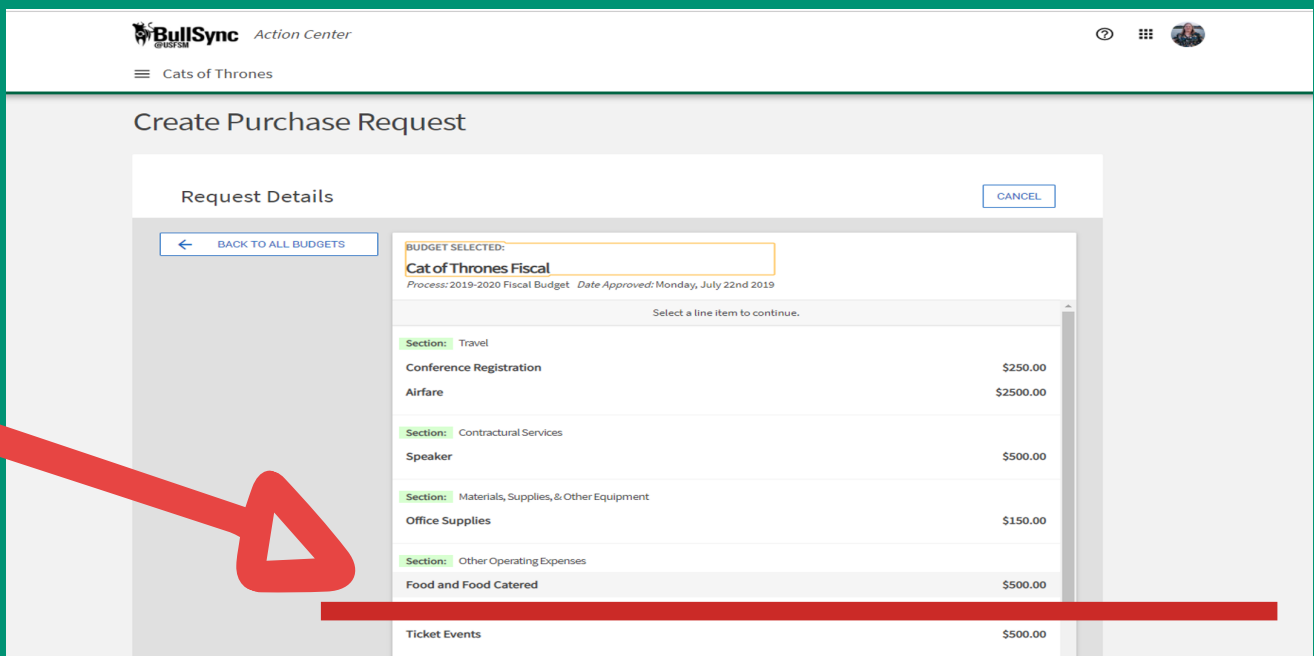 BullSync Action Center
@USFSM
Cats of Thrones
Create Purchase Request
Request Details
CANCEL
BACK TO ALL BUDGETS
BUDGET SELECTED:
Cat of Thrones Fiscal
Process: 2019-2020 Fiscal Budget Date Approved: Monday, July 22nd 2019
Select a line item to continue.
Section: Travel
Conference Registration $250.00
Airfare $2500.00
Section: Contractural Services
Speaker $500.00
Section: Materials, Supplies, & Other Equipment
Office Supplies $150.00
Section: Other Operating Expenses
Food and Food Catered $500.00
Ticket Events $500.00